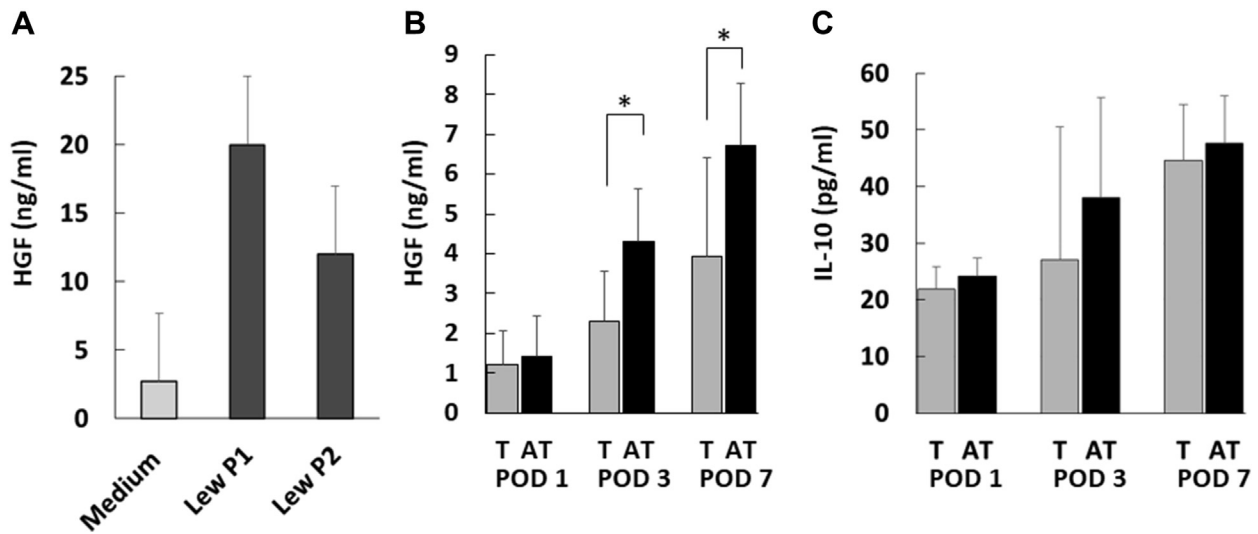 A
HGF (ng/ml)
25
20
15
10
5
0
Medium
Lew P1
Lew P2
B
HGF (ng/ml)
9
8
7
6
5
4
3
2
1
0
*
*
T AT
POD 1
T AT
POD 3
T AT
POD 7
C
IL-10 (pg/ml)
60
50
40
30
20
10
0
T AT
POD 1
T AT
POD 3
T AT
POD 7